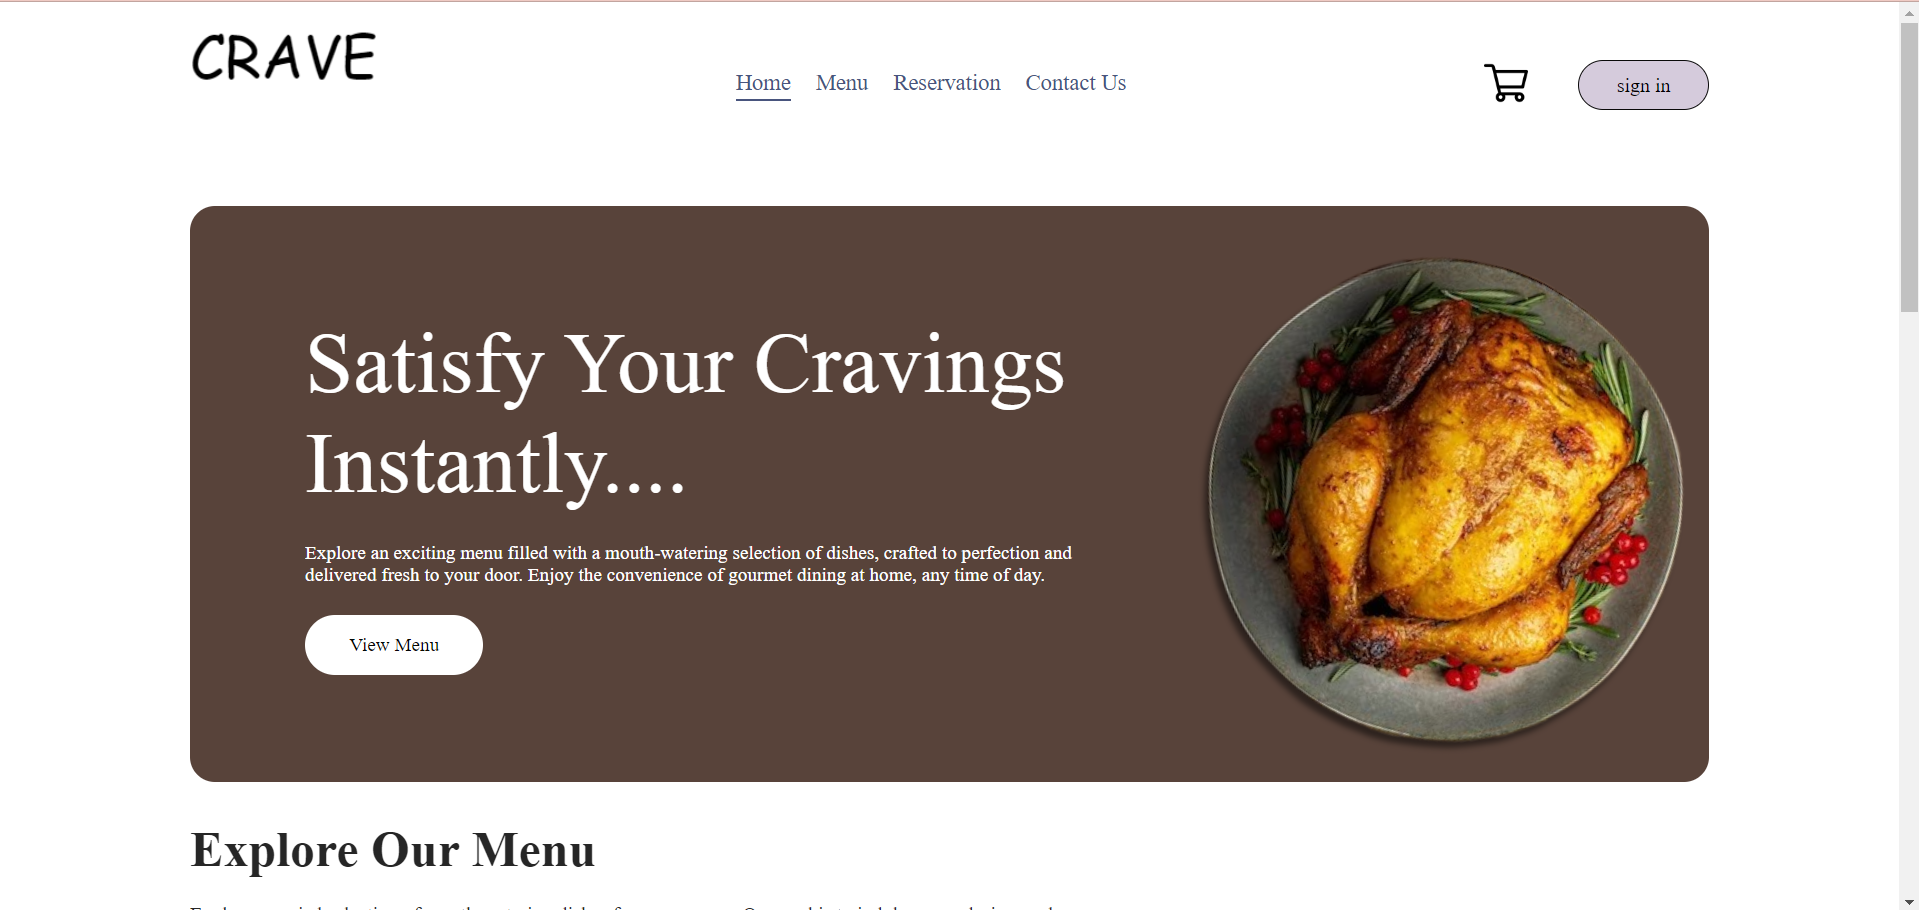 CRAVE
Home Menu Reservation Contact Us
sign in
Satisfy Your Cravings
Instantly....
Explore an exciting menu filled with a mouth-watering selection of dishes, crafted to perfection and
delivered fresh to your door. Enjoy the convenience of gourmet dining at home, any time of day.
View Menu
Explore Our Menu